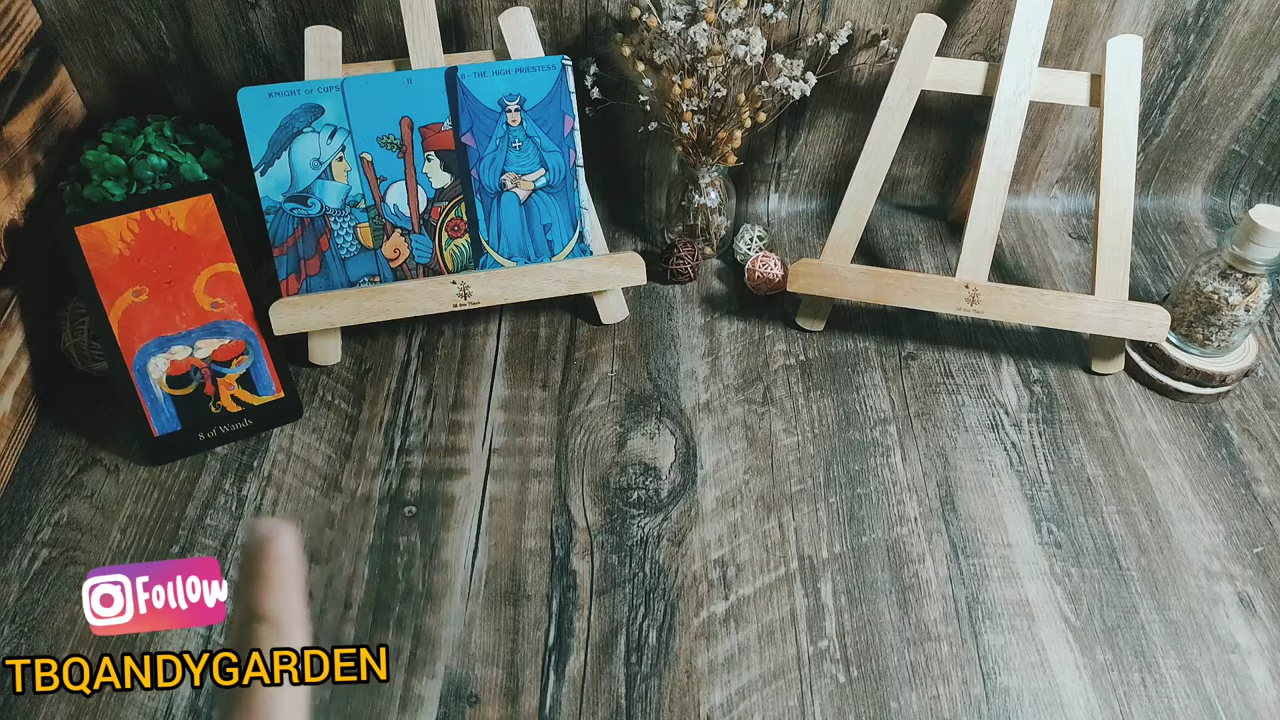 KNIGHT OF CUPS
II
II - THE HIGH PRIESTESS
8 of Wands
Follow
TBQANDYGARDEN